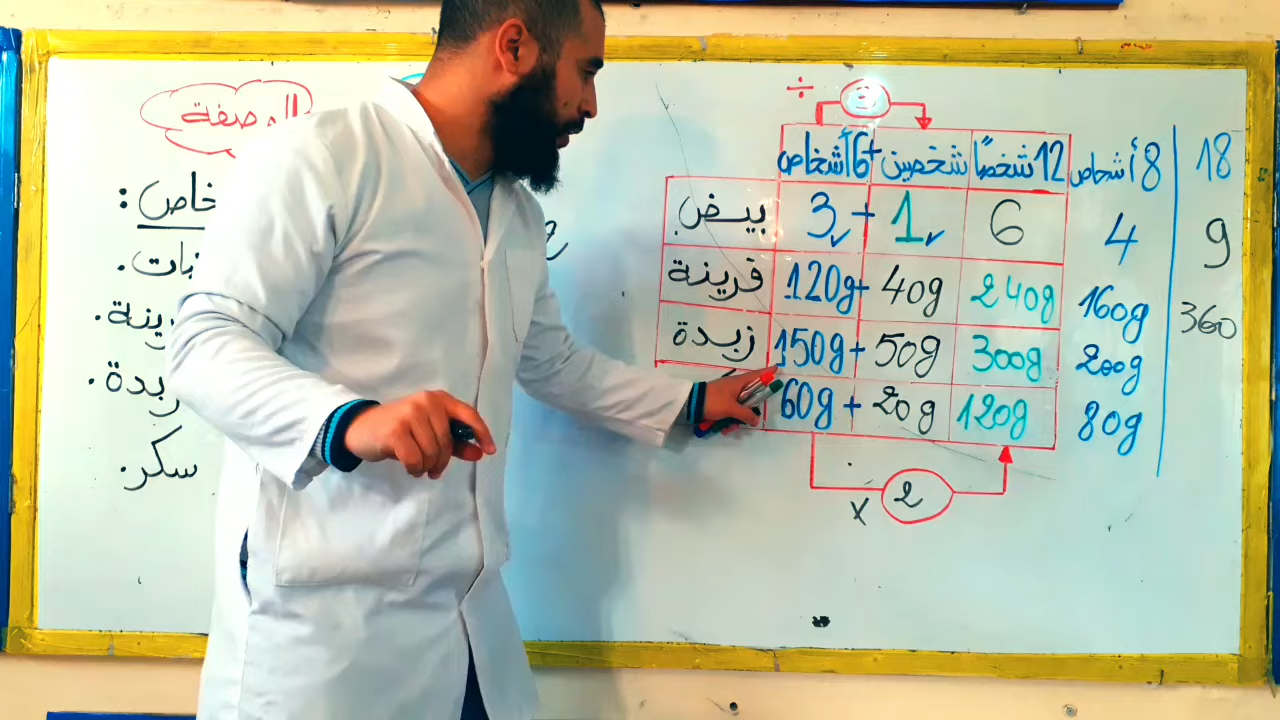 الوصفة
÷ 3
6 أشخاص + شخصين 12 شخصًا 8 أشخاص 18
بيض 3 + 1 6 4 9
فرينة 120g + 40g 240g 160g 360
زبدة 150g + 50g 300g 200g
60g + 20g 120g 80g
x 2
سكر.